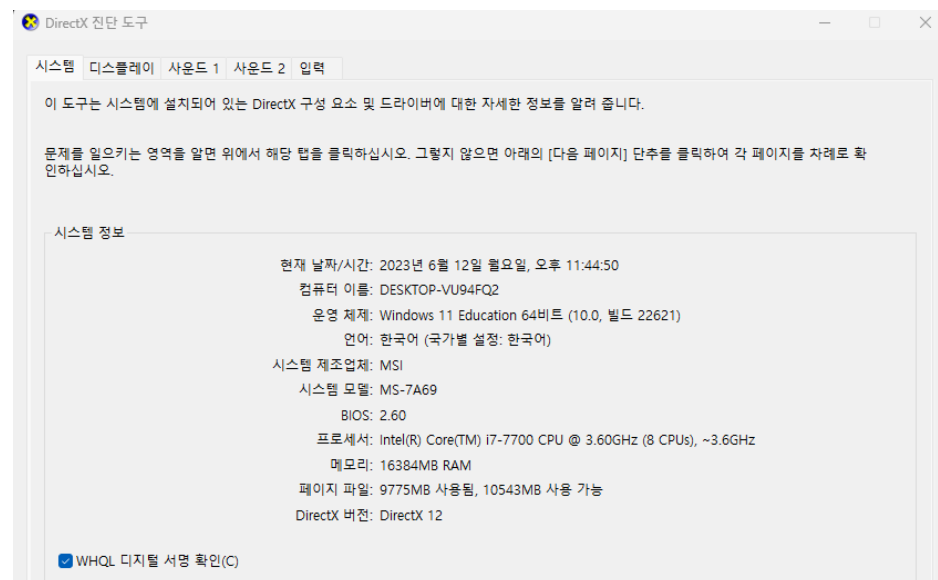 DirectX 진단 도구
시스템 디스플레이 사운드 1 사운드 2 입력
이 도구는 시스템에 설치되어 있는 DirectX 구성 요소 및 드라이버에 대한 자세한 정보를 알려 줍니다.
문제를 일으키는 영역을 알면 위에서 해당 탭을 클릭하십시오. 그렇지 않으면 아래의 [다음 페이지] 단추를 클릭하여 각 페이지를 차례로 확
인하십시오.
시스템 정보
현재 날짜/시간: 2023년 6월 12일 월요일, 오후 11:44:50
컴퓨터 이름: DESKTOP-VU94FQ2
운영 체제: Windows 11 Education 64비트 (10.0, 빌드 22621)
언어: 한국어 (국가별 설정: 한국어)
시스템 제조업체: MSI
시스템 모델: MS-7A69
BIOS: 2.60
프로세서: Intel(R) Core(TM) i7-7700 CPU @ 3.60GHz (8 CPUs), ~3.6GHz
메모리: 16384MB RAM
페이지 파일: 9775MB 사용됨, 10543MB 사용 가능
DirectX 버전: DirectX 12
WHQL 디지털 서명 확인(C)